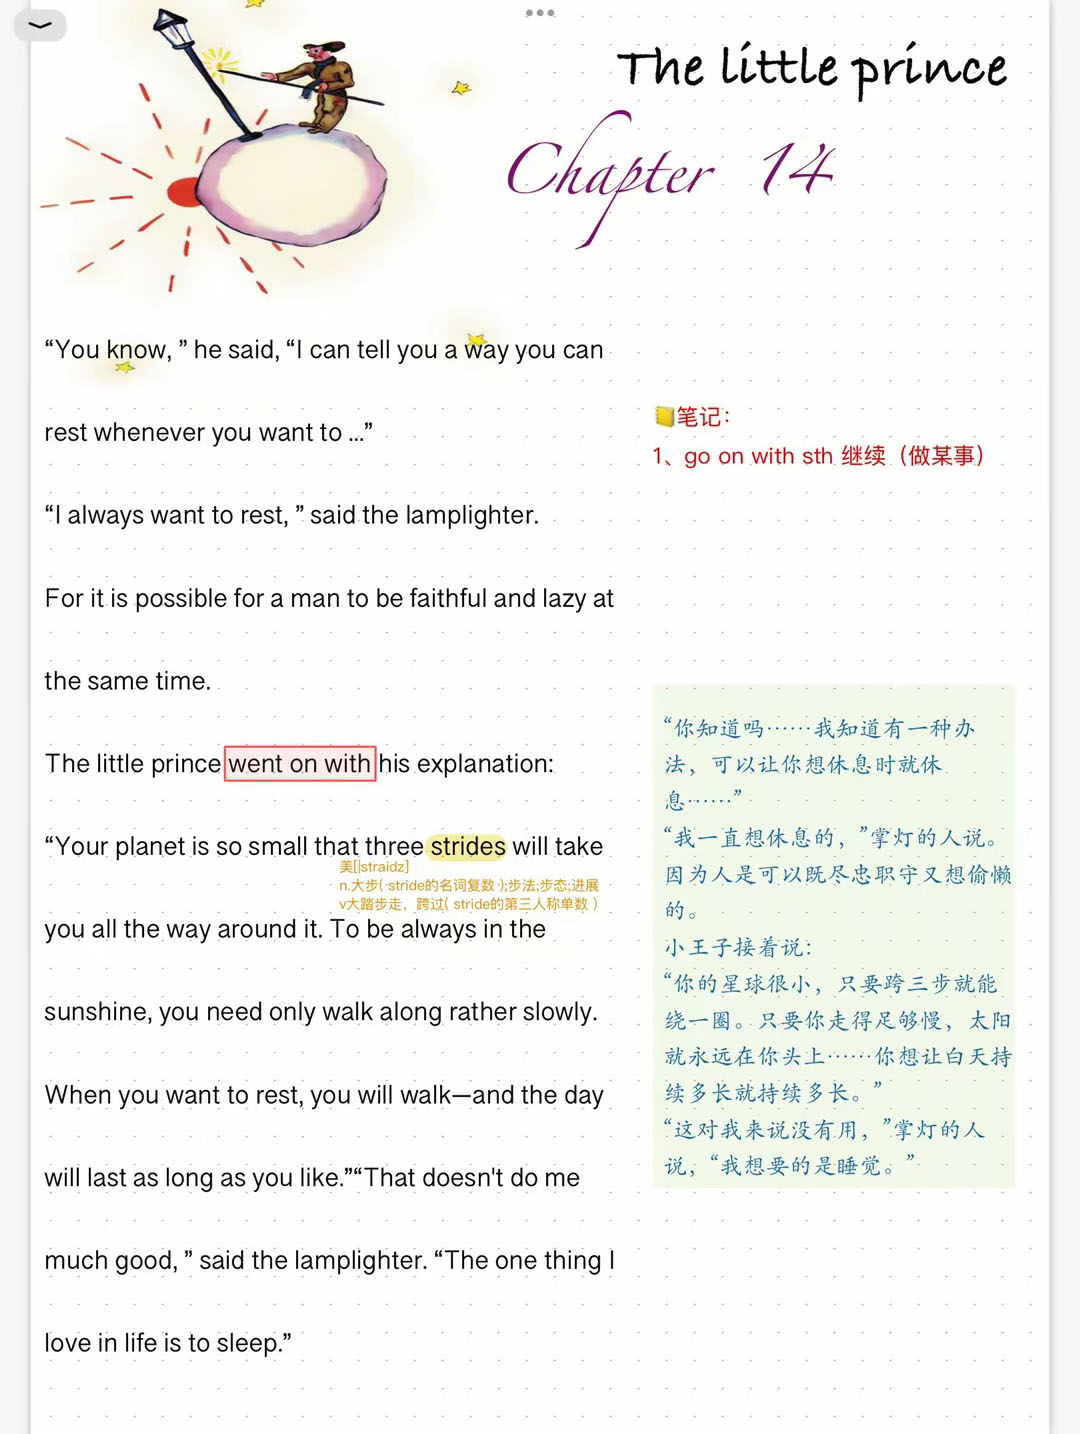 The little prince
Chapter 14
“You know, ” he said, “I can tell you a way you can
rest whenever you want to ...”
“I always want to rest, ” said the lamplighter.
For it is possible for a man to be faithful and lazy at
the same time.
The little prince went on with his explanation:
“Your planet is so small that three strides will take
美[|straidz]
n.大步( stride的名词复数 );步法;步态;进展
v大踏步走，跨过( stride的第三人称单数 )
you all the way around it. To be always in the
sunshine, you need only walk along rather slowly.
When you want to rest, you will walk—and the day
will last as long as you like.”“That doesn't do me
much good, ” said the lamplighter. “The one thing I
love in life is to sleep.”
笔记：
1、go on with sth 继续（做某事）
“你知道吗……我知道有一种办
法，可以让你想休息时就休
息……”
“我一直想休息的，”掌灯的人说。
因为人是可以既尽忠职守又想偷懒
的。
小王子接着说：
“你的星球很小，只要跨三步就能
绕一圈。只要你走得足够慢，太阳
就永远在你头上……你想让白天持
续多长就持续多长。”
“这对我来说没有用，”掌灯的人
说，“我想要的是睡觉。”